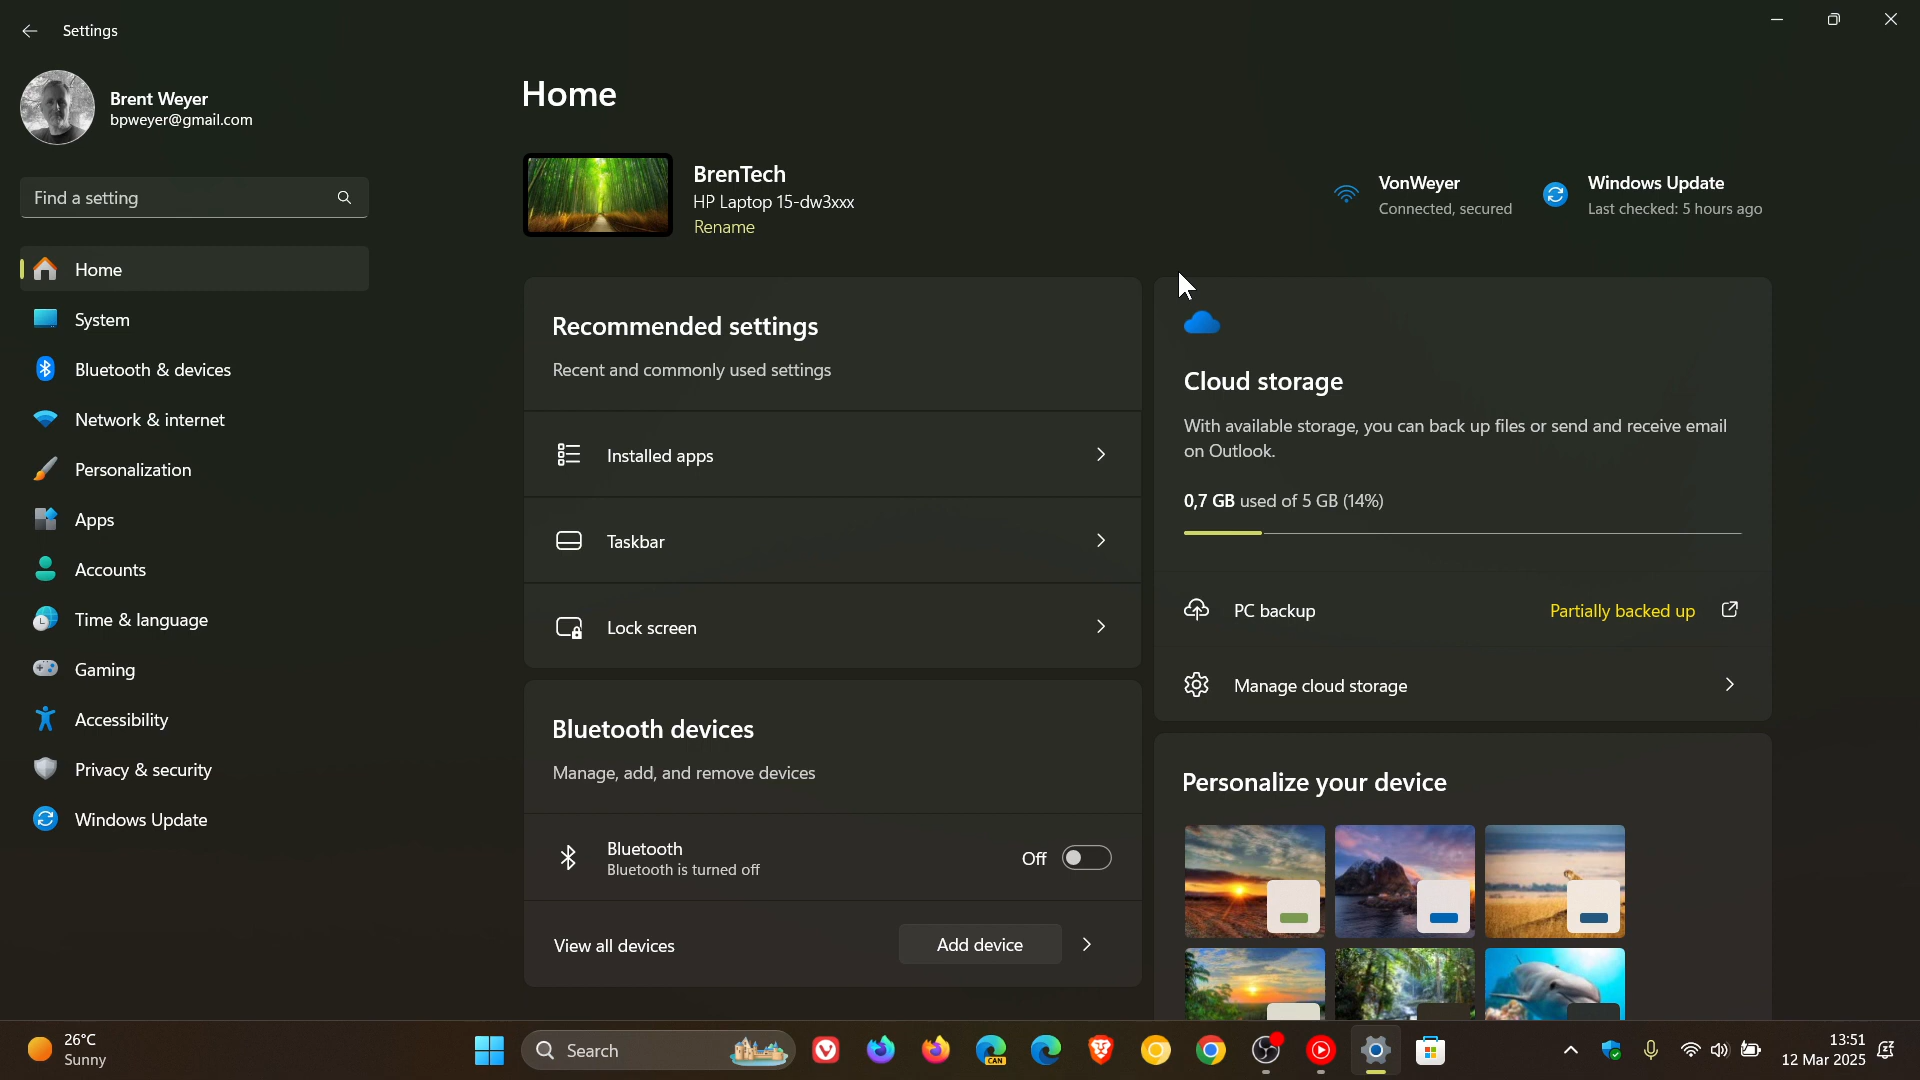 Settings
Brent Weyer
bpweyer@gmail.com
Find a setting
Home
System
Bluetooth & devices
Network & internet
Personalization
Apps
Accounts
Time & language
Gaming
Accessibility
Privacy & security
Windows Update
Home
BrenTech
HP Laptop 15-dw3xxx
Rename
VonWeyer
Connected, secured
Windows Update
Last checked: 5 hours ago
Recommended settings
Recent and commonly used settings
Installed apps
Taskbar
Lock screen
Bluetooth devices
Manage, add, and remove devices
Bluetooth
Bluetooth is turned off
Off
View all devices
Add device
Cloud storage
With available storage, you can back up files or send and receive email
on Outlook.
0,7 GB used of 5 GB (14%)
PC backup
Partially backed up
Manage cloud storage
Personalize your device
26°C
Sunny
Search
CAN
13:51
12 Mar 2025